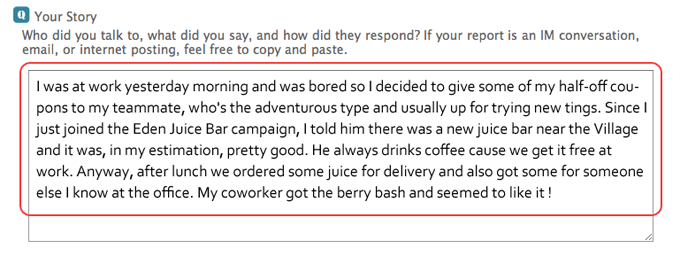 Q Your Story
Who did you talk to, what did you say, and how did they respond? If your report is an IM conversation,
email, or internet posting, feel free to copy and paste.
I was at work yesterday morning and was bored so I decided to give some of my half-off cou-
pons to my teammate, who's the adventurous type and usually up for trying new tings. Since I
just joined the Eden Juice Bar campaign, I told him there was a new juice bar near the Village
and it was, in my estimation, pretty good. He always drinks coffee cause we get it free at
work. Anyway, after lunch we ordered some juice for delivery and also got some for someone
else I know at the office. My coworker got the berry bash and seemed to like it !